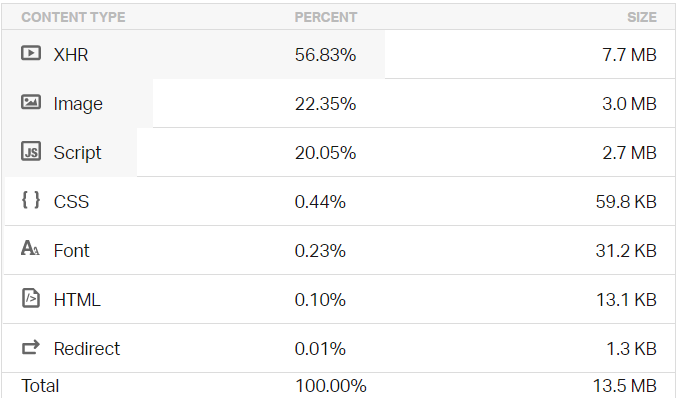 CONTENT TYPE PERCENT SIZE
XHR 56.83% 7.7 MB
Image 22.35% 3.0 MB
JS Script 20.05% 2.7 MB
{ } CSS 0.44% 59.8 KB
AA Font 0.23% 31.2 KB
</> HTML 0.10% 13.1 KB
Redirect 0.01% 1.3 KB
Total 100.00% 13.5 MB